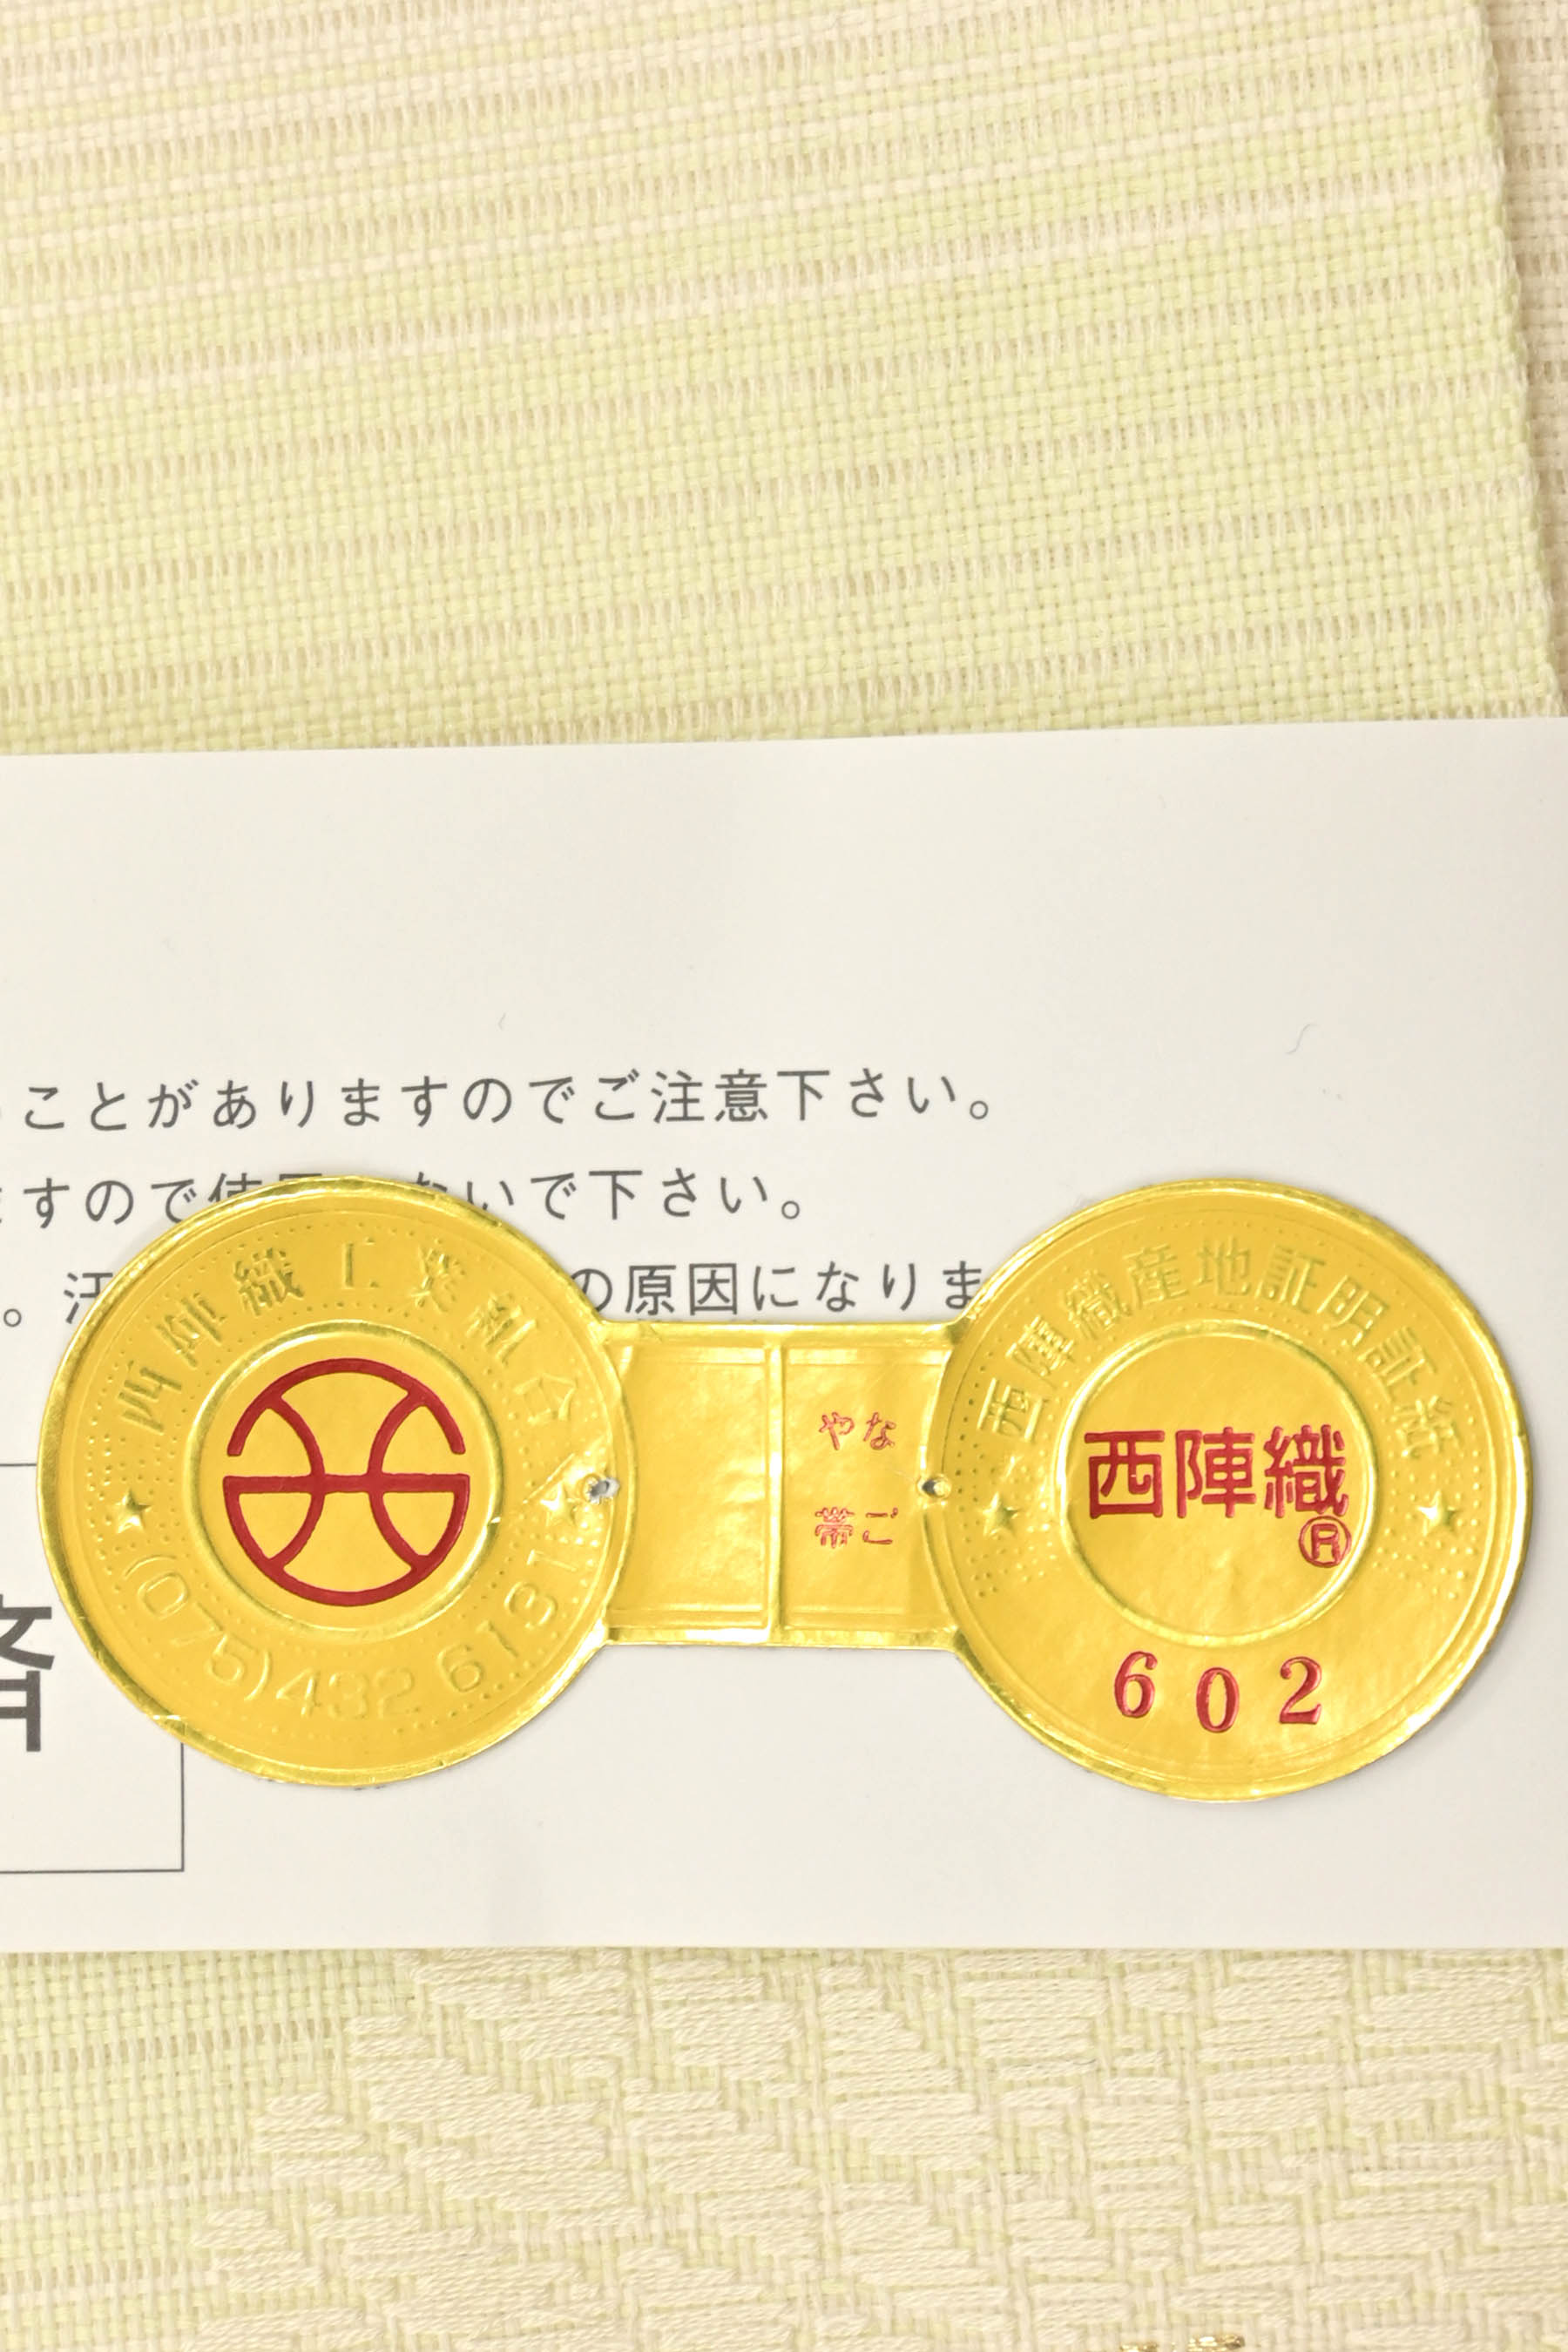 ことがありますのでご注意下さい。
ますので使用 ないで下さい。
。汗 の原因になりま
済
西陣織工業組合
(075)432 6131
なごや帯
西陣織産地証明証紙
西陣織®
602